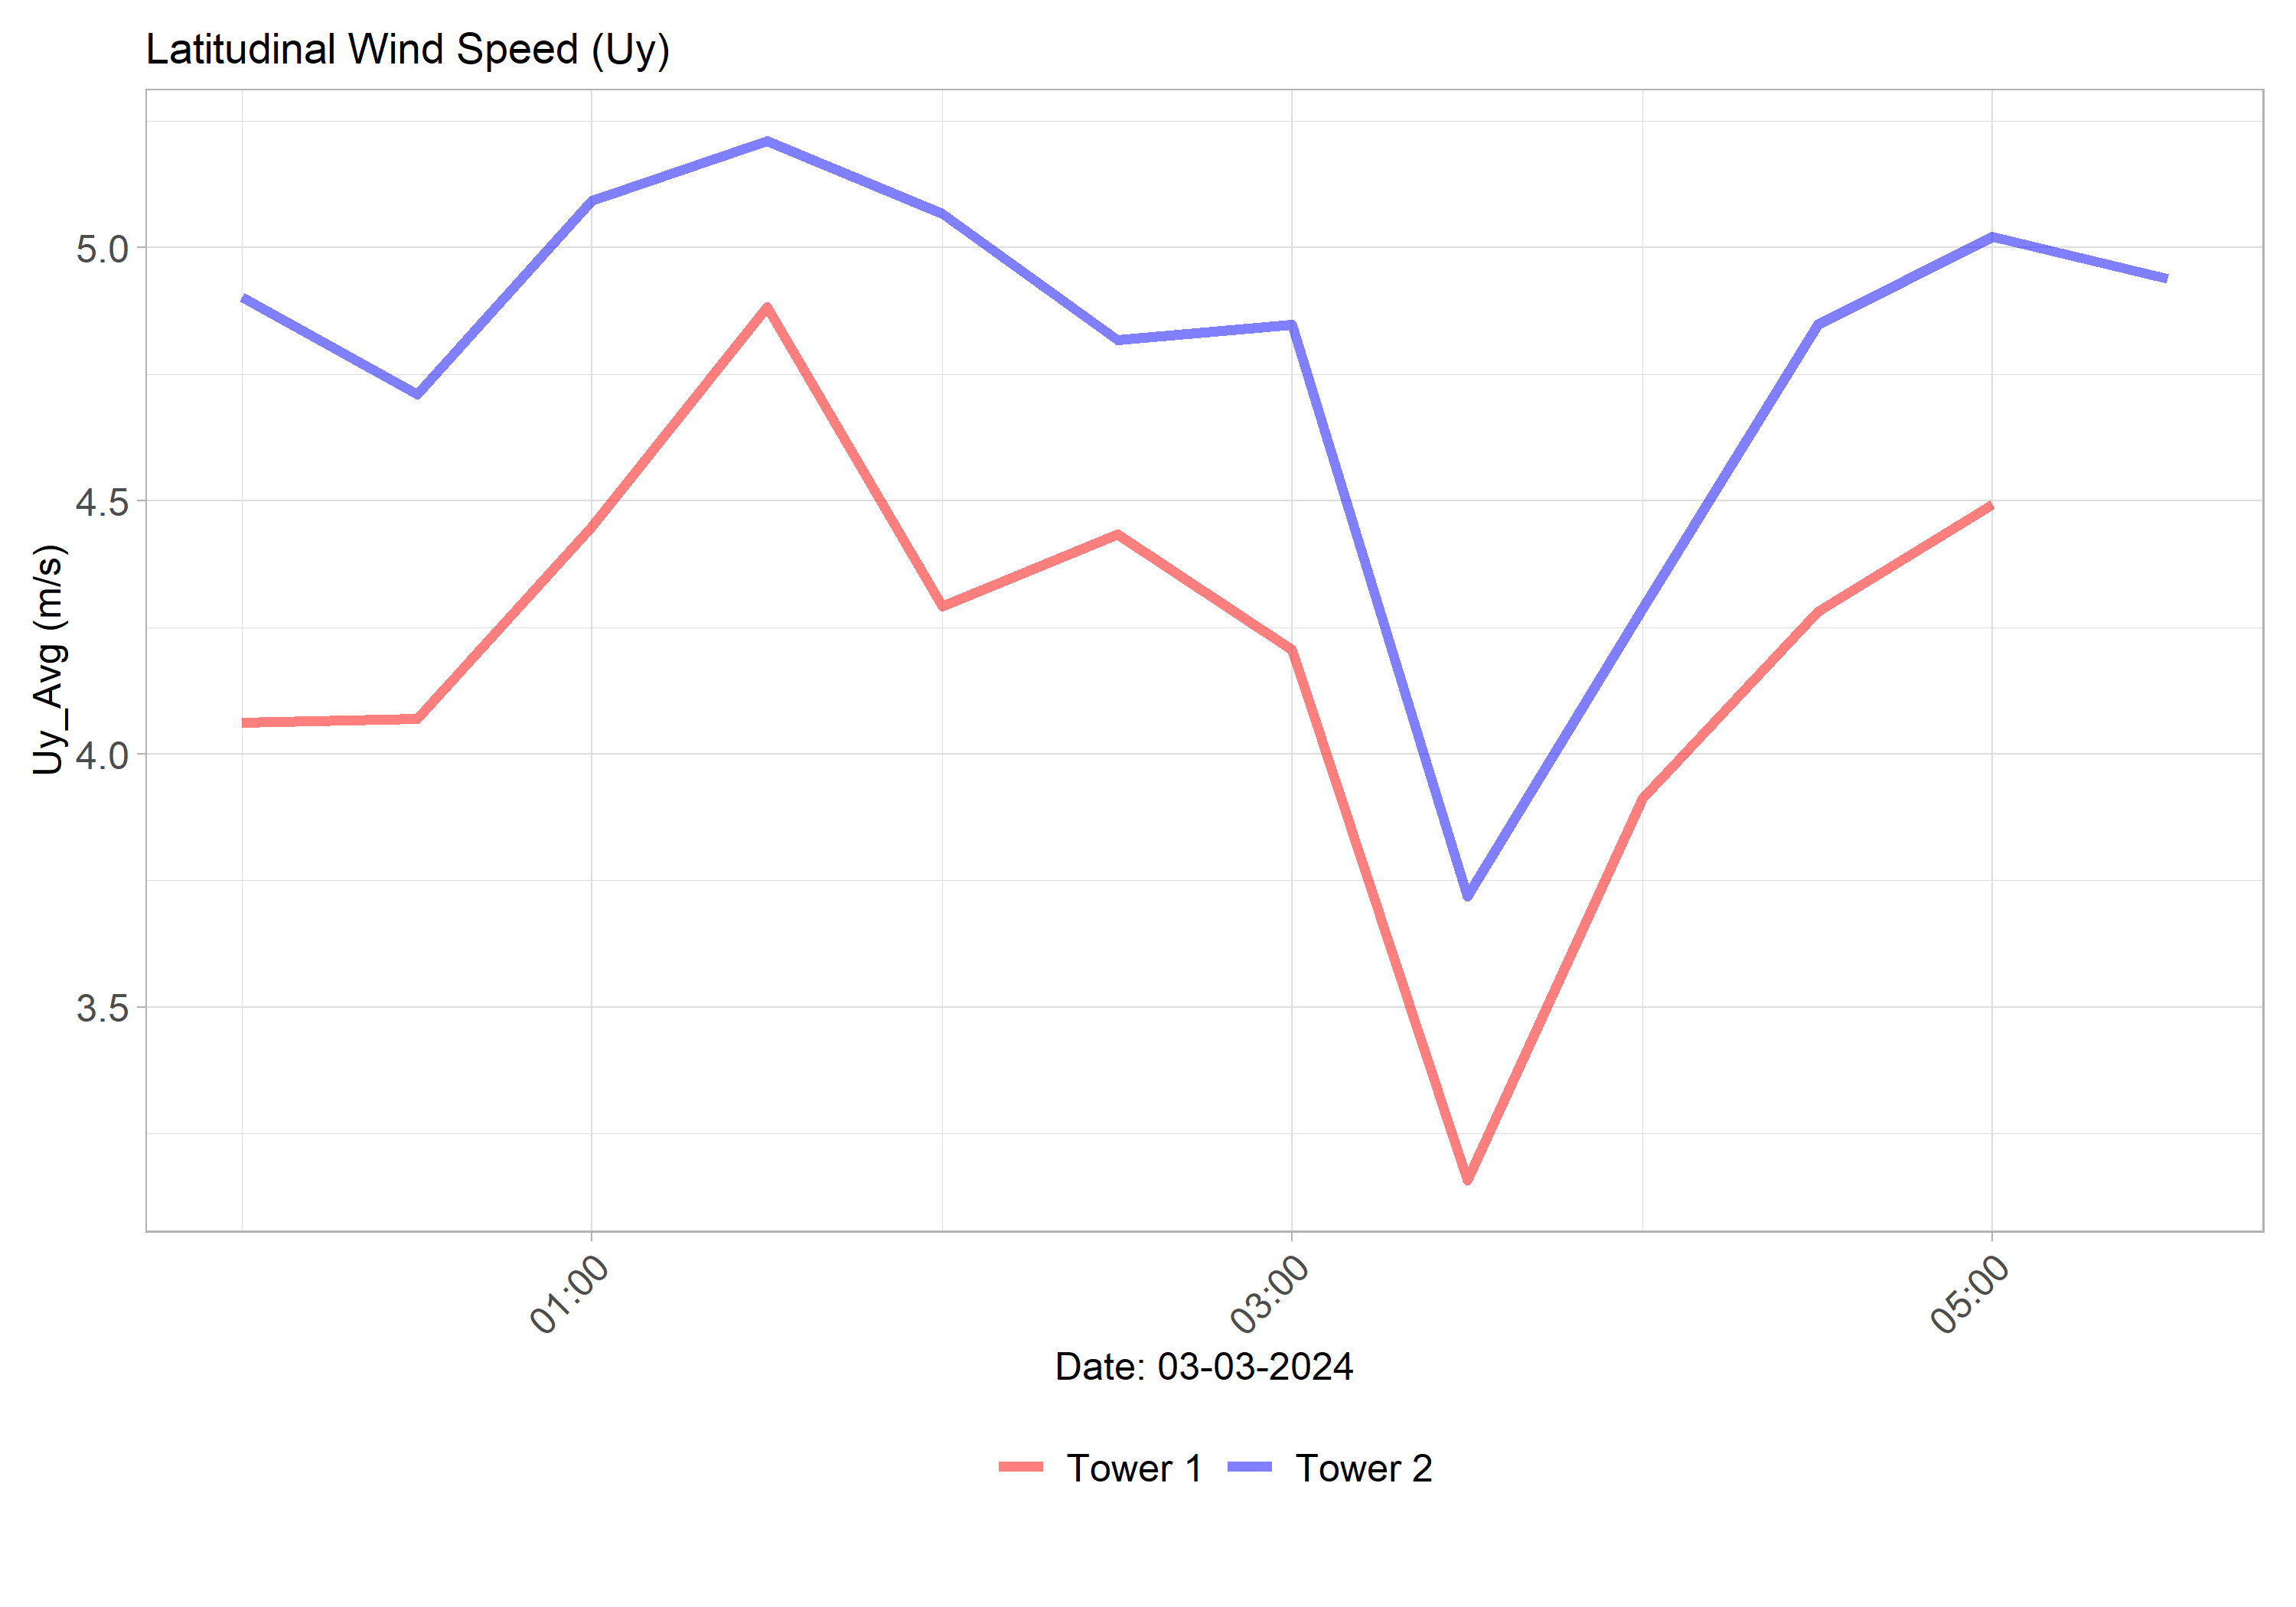 Latitudinal Wind Speed (Uy)
Uy_Avg (m/s)
5.0
4.5
4.0
3.5
01:00
03:00
05:00
Date: 03-03-2024
Tower 1 Tower 2